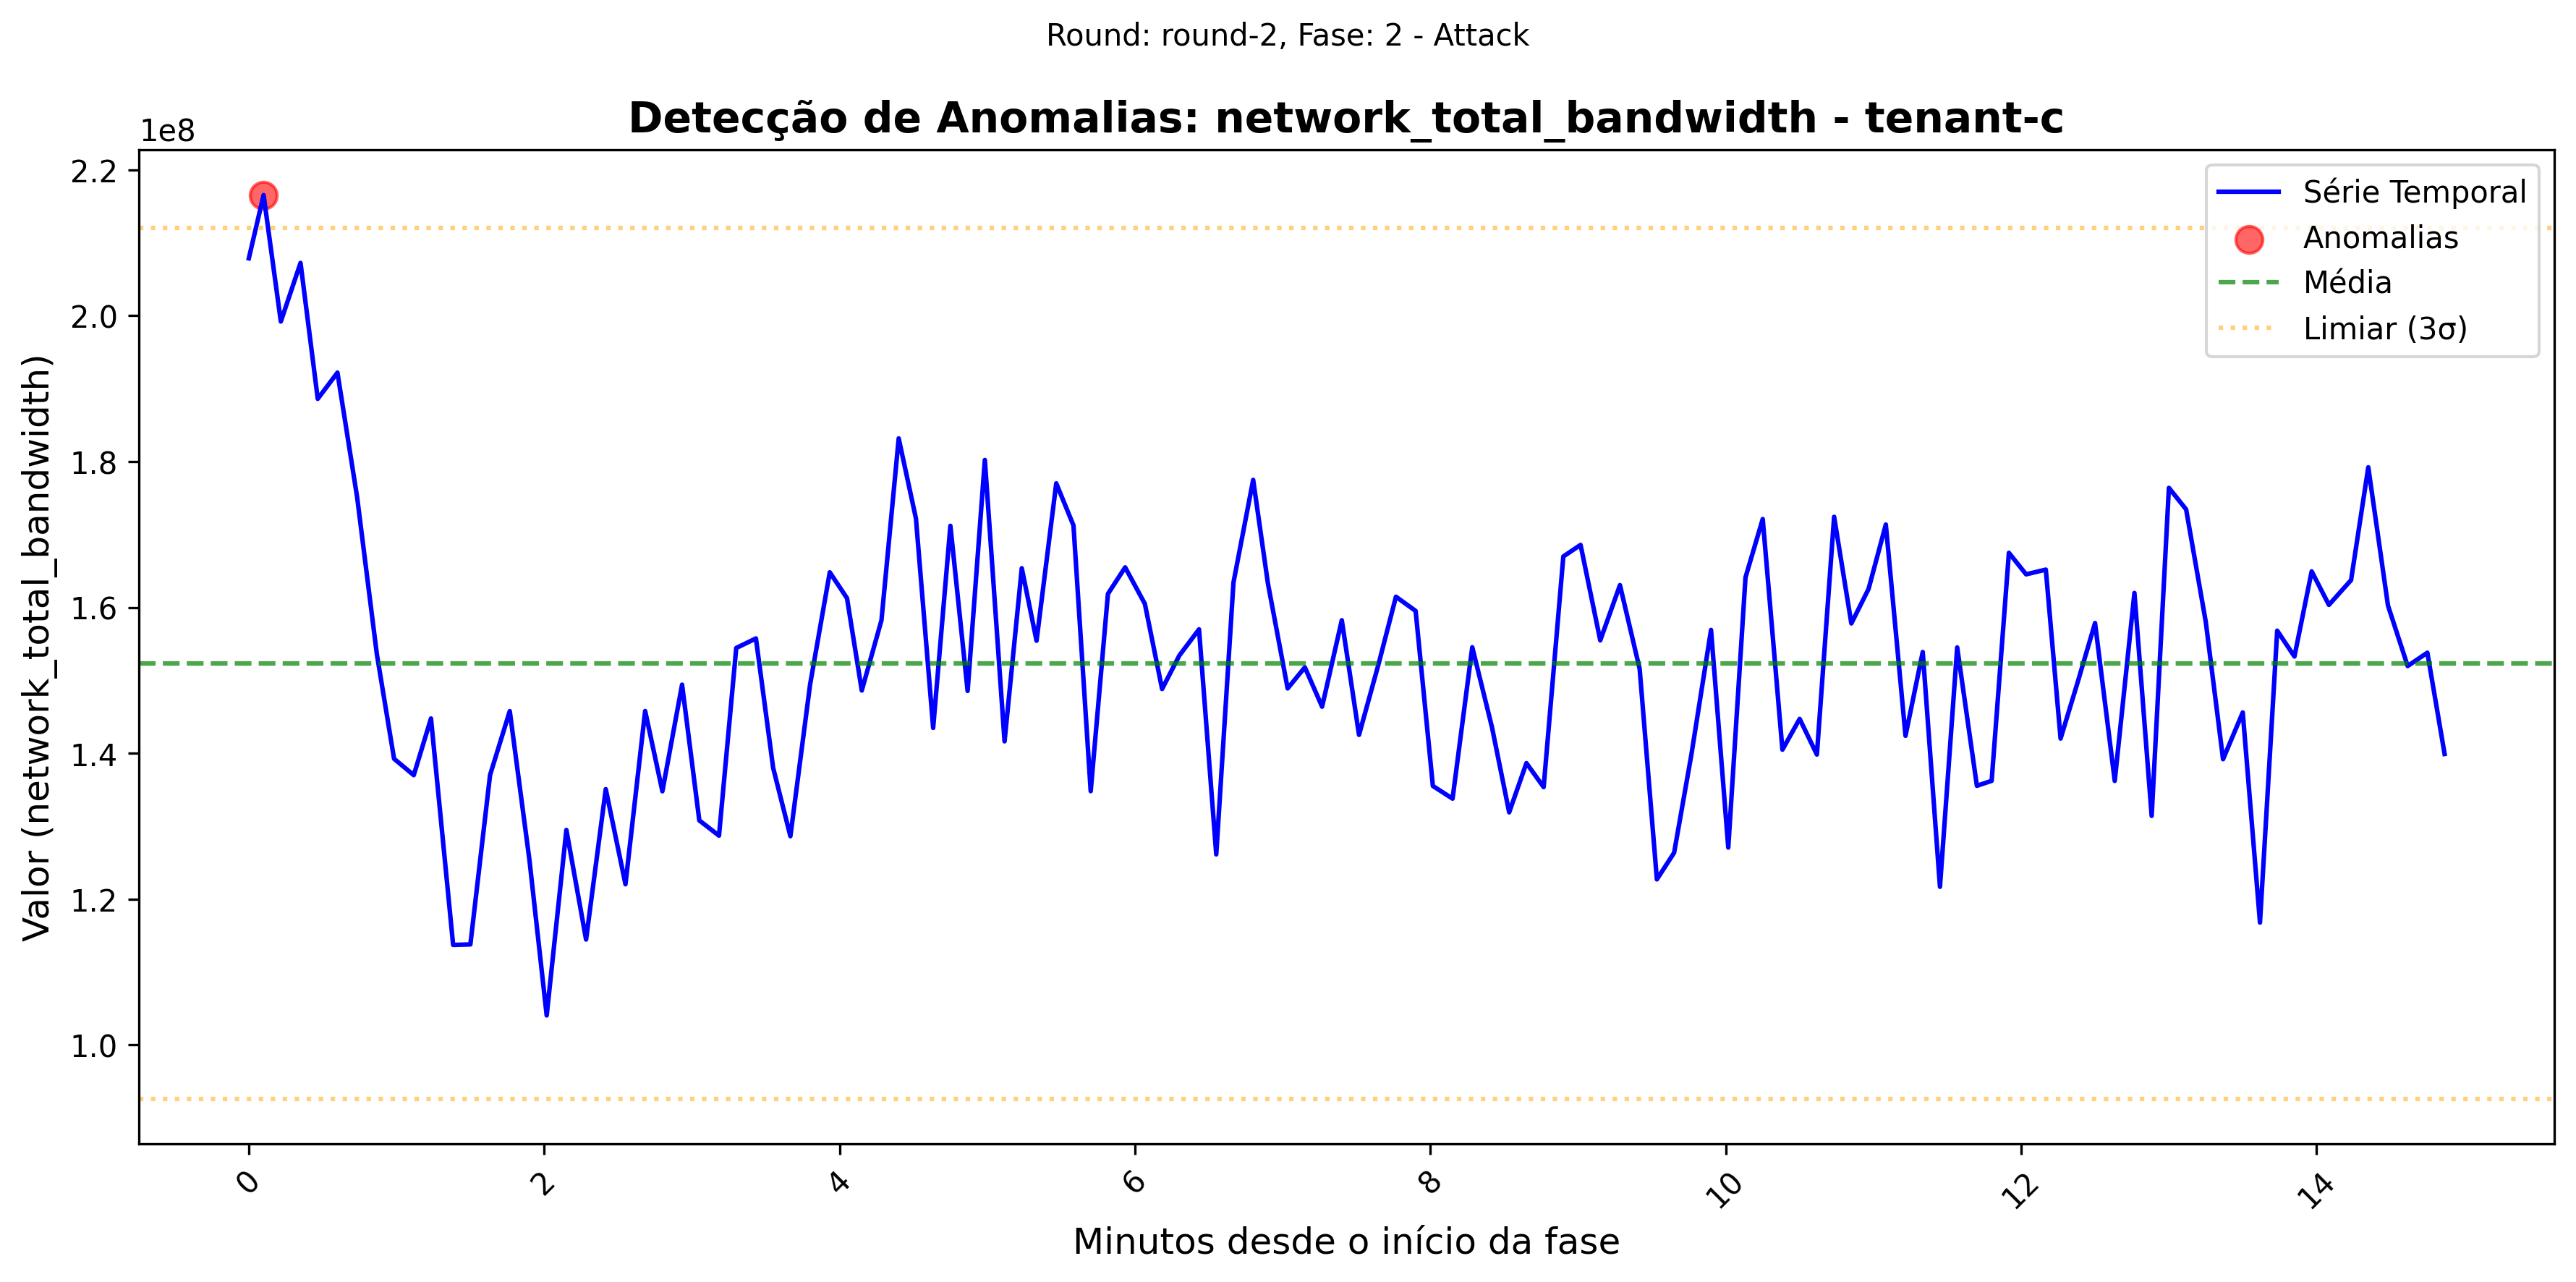 Round: round-2, Fase: 2 - Attack
Detecção de Anomalias: network_total_bandwidth - tenant-c
1e8
2.2
2.0
1.8
1.6
1.4
1.2
1.0
Valor (network_total_bandwidth)
Série Temporal
Anomalias
Média
Limiar (3σ)
0 2 4 6 8 10 12 14
Minutos desde o início da fase